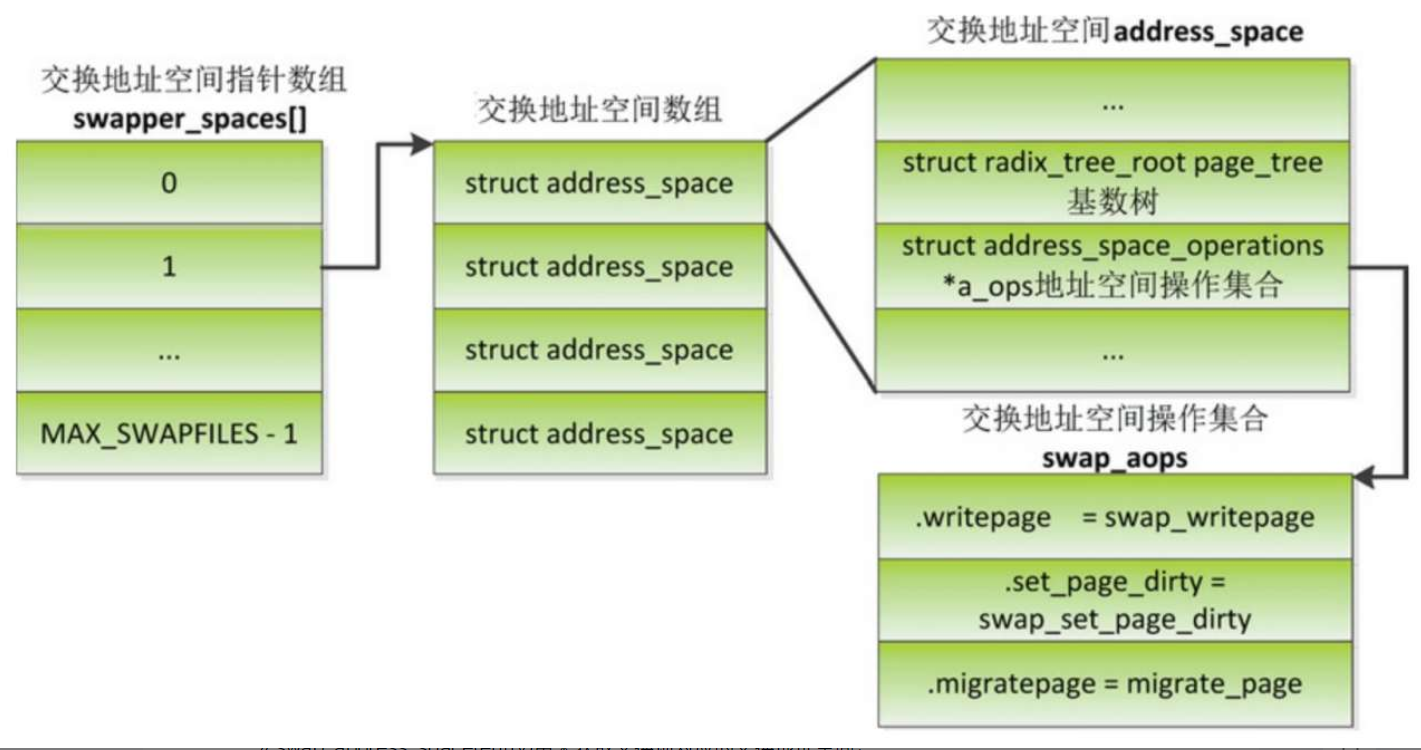 交换地址空间指针数组
swapper_spaces[]
0
1
...
MAX_SWAPFILES - 1
交换地址空间数组
struct address_space
struct address_space
struct address_space
struct address_space
交换地址空间address_space
...
struct radix_tree_root page_tree
基数树
struct address_space_operations
*a_ops地址空间操作集合
...
交换地址空间操作集合
swap_aops
.writepage = swap_writepage
.set_page_dirty =
swap_set_page_dirty
.migratepage = migrate_page